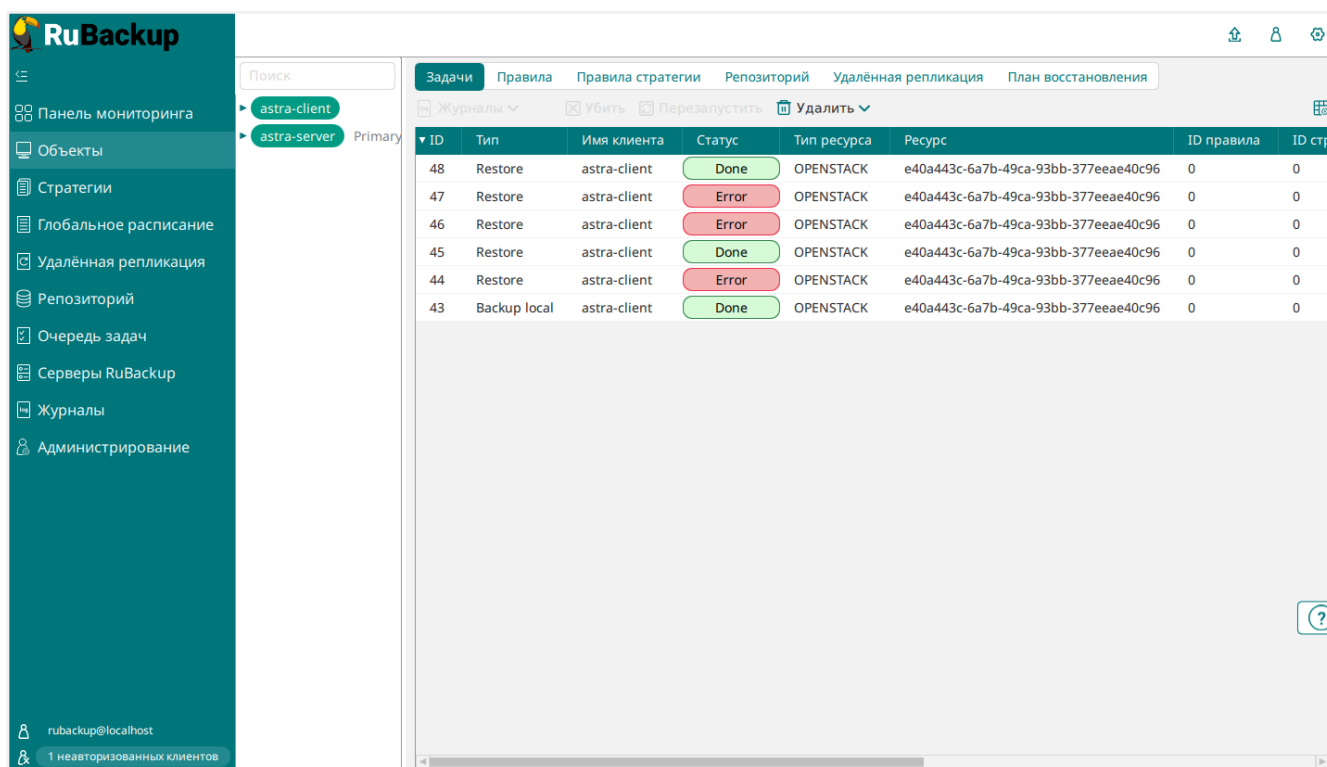 RuBackup
Панель мониторинга
Объекты
Стратегии
Глобальное расписание
Удалённая репликация
Репозиторий
Очередь задач
Серверы RuBackup
Журналы
Администрирование
rubackup@localhost
1 неавторизованных клиентов
Поиск
astra-client
astra-server Primary
Задачи Правила Правила стратегии Репозиторий Удалённая репликация План восстановления
Журналы Убить Перезапустить Удалить
ID Тип Имя клиента Статус Тип ресурса Ресурс ID правила ID стр
48 Restore astra-client Done OPENSTACK e40a443c-6a7b-49ca-93bb-377eeae40c96 0 0
47 Restore astra-client Error OPENSTACK e40a443c-6a7b-49ca-93bb-377eeae40c96 0 0
46 Restore astra-client Error OPENSTACK e40a443c-6a7b-49ca-93bb-377eeae40c96 0 0
45 Restore astra-client Done OPENSTACK e40a443c-6a7b-49ca-93bb-377eeae40c96 0 0
44 Restore astra-client Error OPENSTACK e40a443c-6a7b-49ca-93bb-377eeae40c96 0 0
43 Backup local astra-client Done OPENSTACK e40a443c-6a7b-49ca-93bb-377eeae40c96 0 0
?